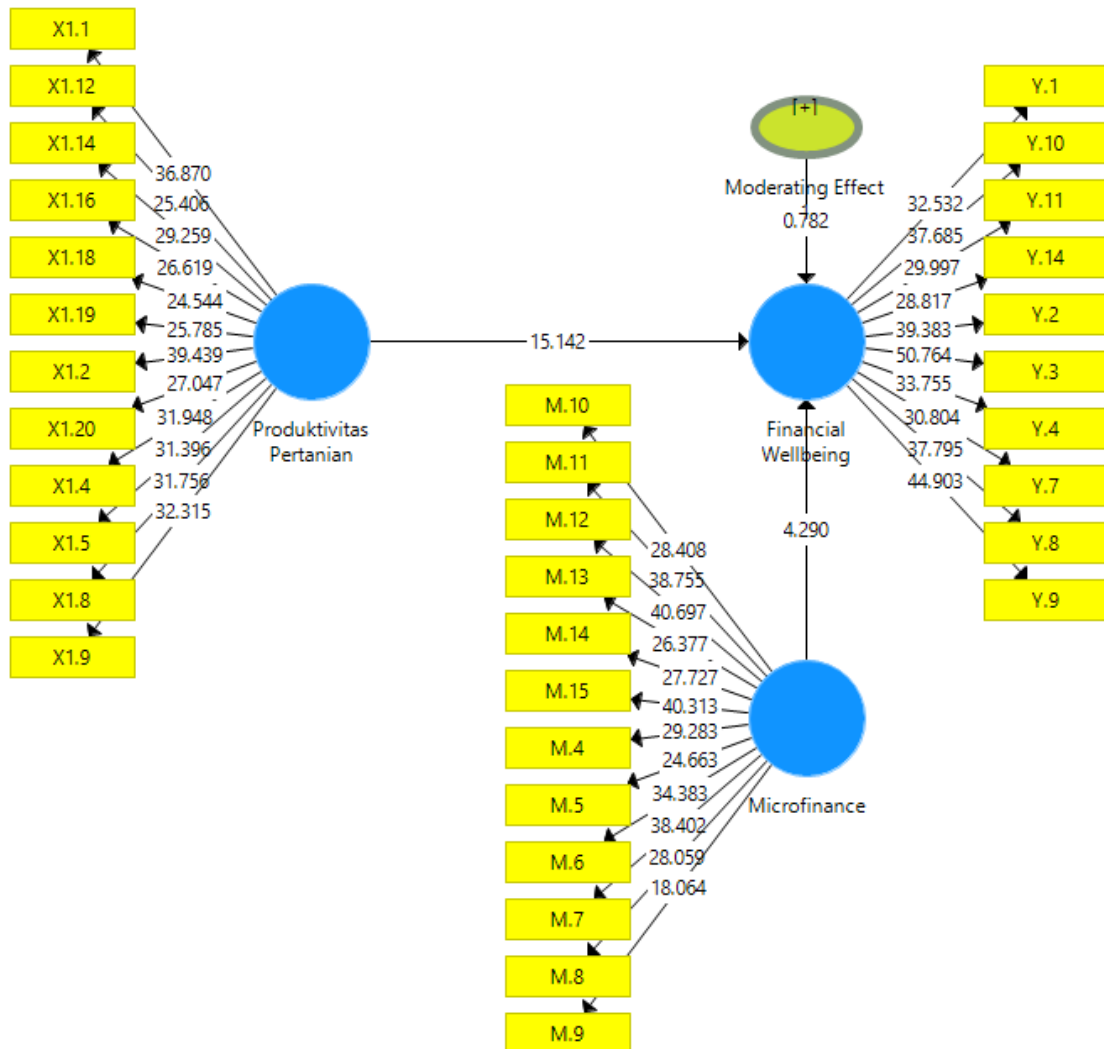 X1.1
X1.12
X1.14
X1.16
X1.18
X1.19
X1.2
X1.20
X1.4
X1.5
X1.8
X1.9
36.870
25.406
29.259
26.619
24.544
25.785
39.439
27.047
31.948
31.396
31.756
32.315
Produktivitas
Pertanian
15.142
[+]
Moderating Effect
0.782
Financial
Wellbeing
4.290
32.532
37.685
29.997
28.817
39.383
50.764
33.755
30.804
37.795
44.903
Y.1
Y.10
Y.11
Y.14
Y.2
Y.3
Y.4
Y.7
Y.8
Y.9
M.10
M.11
M.12
M.13
M.14
M.15
M.4
M.5
M.6
M.7
M.8
M.9
28.408
38.755
40.697
26.377
27.727
40.313
29.283
24.663
34.383
38.402
28.059
18.064
Microfinance